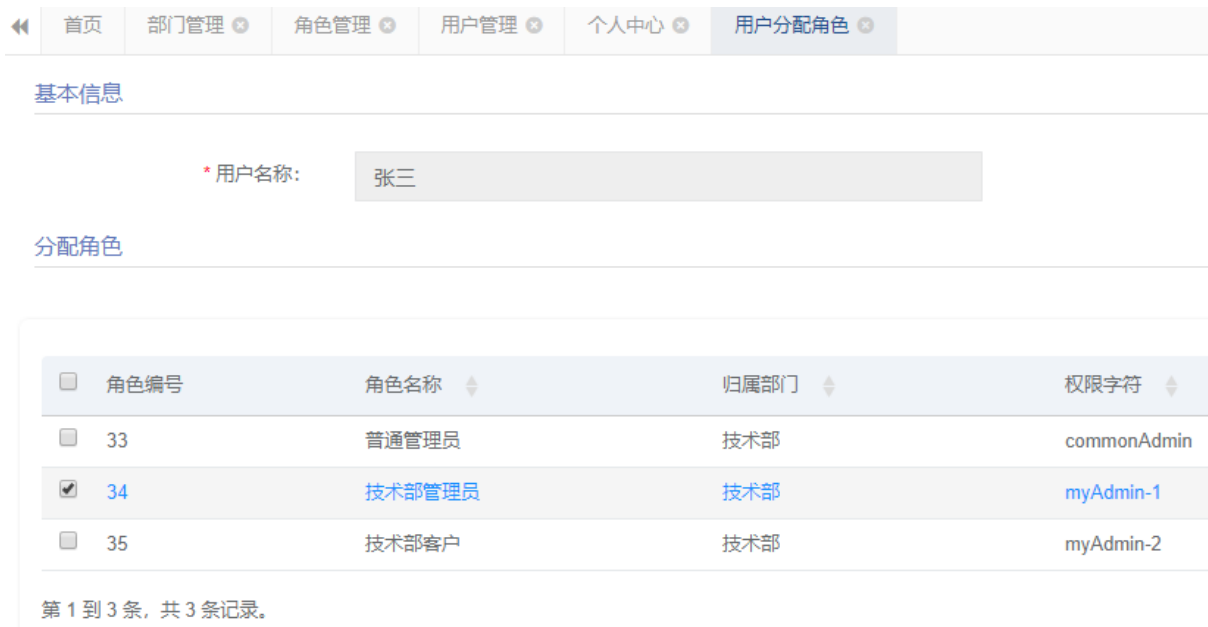 首页 部门管理 角色管理 用户管理 个人中心 用户分配角色
基本信息
* 用户名称： 张三
分配角色
角色编号 角色名称 归属部门 权限字符
33 普通管理员 技术部 commonAdmin
34 技术部管理员 技术部 myAdmin-1
35 技术部客户 技术部 myAdmin-2
第 1 到 3 条，共 3 条记录。